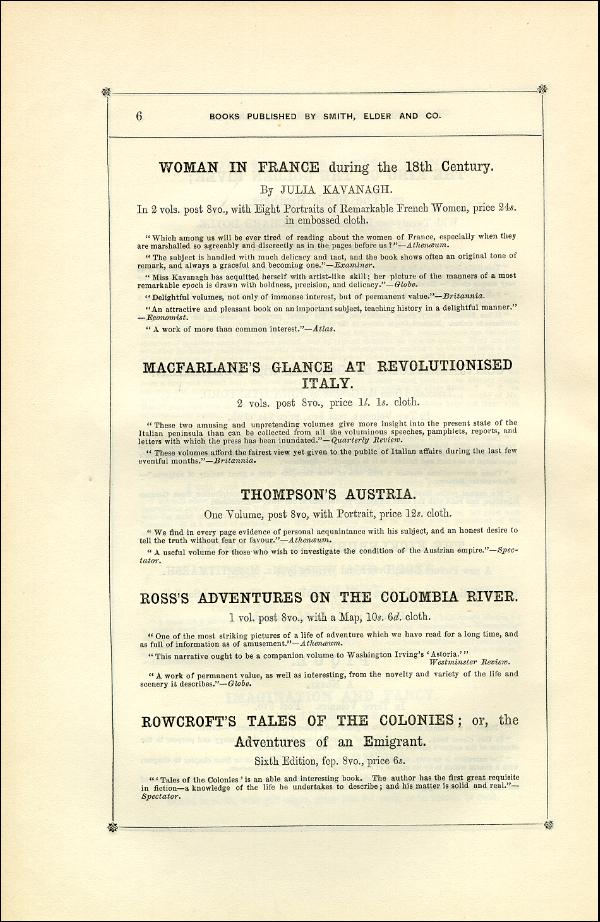 6
BOOKS PUBLISHED BY SMITH, ELDER AND CO.
WOMAN IN FRANCE during the 18th Century.
By JULIA KAVANAGH.
In 2 vols. post 8vo., with Eight Portraits of Remarkable French Women, price 24s.
in embossed cloth.
"Which among us will be ever tired of reading about the women of France, especially when they
are marshalled so agreeably and discreetly as in the pages before us?"—Athenæum.
"The subject is handled with much delicacy and tact, and the book shows often an original tone of
remark, and always a graceful and becoming one."—Examiner.
"Miss Kavanagh has acquitted herself with artist-like skill; her picture of the manners of a most
remarkable epoch is drawn with boldness, precision, and delicacy."—Globe.
"Delightful volumes, not only of immense interest, but of permanent value."—Britannia.
"An attractive and pleasant book on an important subject, teaching history in a delightful manner."
—Economist.
"A work of more than common interest."—Atlas.
MACFARLANE'S GLANCE AT REVOLUTIONISED
ITALY.
2 vols. post 8vo., price 1l. 1s. cloth.
"These two amusing and unpretending volumes give more insight into the present state of the
Italian peninsula than can be collected from all the voluminous speeches, pamphlets, reports, and
letters with which the press has been inundated."—Quarterly Review.
"These volumes afford the fairest view yet given to the public of Italian affairs during the last few
eventful months."—Britannia.
THOMPSON'S AUSTRIA.
One Volume, post 8vo, with Portrait, price 12s. cloth.
"We find in every page evidence of personal acquaintance with his subject, and an honest desire to
tell the truth without fear or favour."—Athenæum.
"A useful volume for those who wish to investigate the condition of the Austrian empire."—Spec-
tator.
ROSS'S ADVENTURES ON THE COLOMBIA RIVER.
1 vol. post 8vo., with a Map, 10s. 6d. cloth.
"One of the most striking pictures of a life of adventure which we have read for a long time, and
as full of information as of amusement."—Athenæum.
"This narrative ought to be a companion volume to Washington Irving's 'Astoria.'"
Westminster Review.
"A work of permanent value, as well as interesting, from the novelty and variety of the life and
scenery it describes."—Globe.
ROWCROFT'S TALES OF THE COLONIES; or, the
Adventures of an Emigrant.
Sixth Edition, fcp. 8vo., price 6s.
"'Tales of the Colonies' is an able and interesting book. The author has the first great requisite
in fiction—a knowledge of the life he undertakes to describe; and his matter is solid and real."—
Spectator.